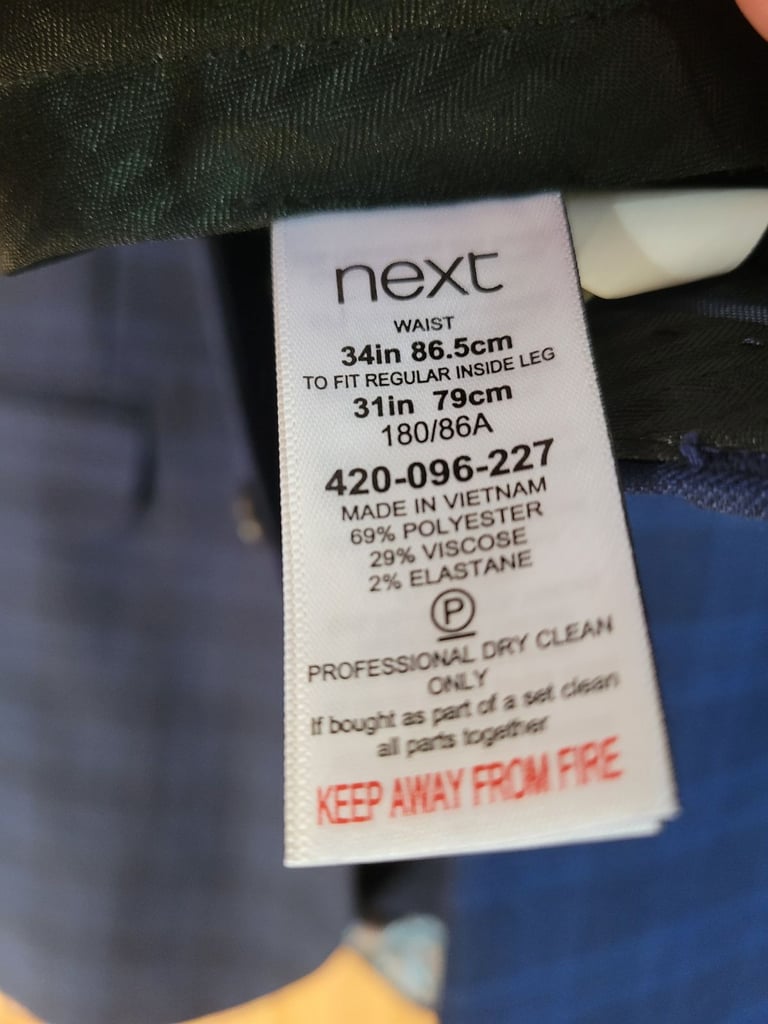 next
WAIST
34in 86.5cm
TO FIT REGULAR INSIDE LEG
31in 79cm
180/86A
420-096-227
MADE IN VIETNAM
69% POLYESTER
29% VISCOSE
2% ELASTANE
P
PROFESSIONAL DRY CLEAN
ONLY
If bought as part of a set clean
all parts together
KEEP AWAY FROM FIRE